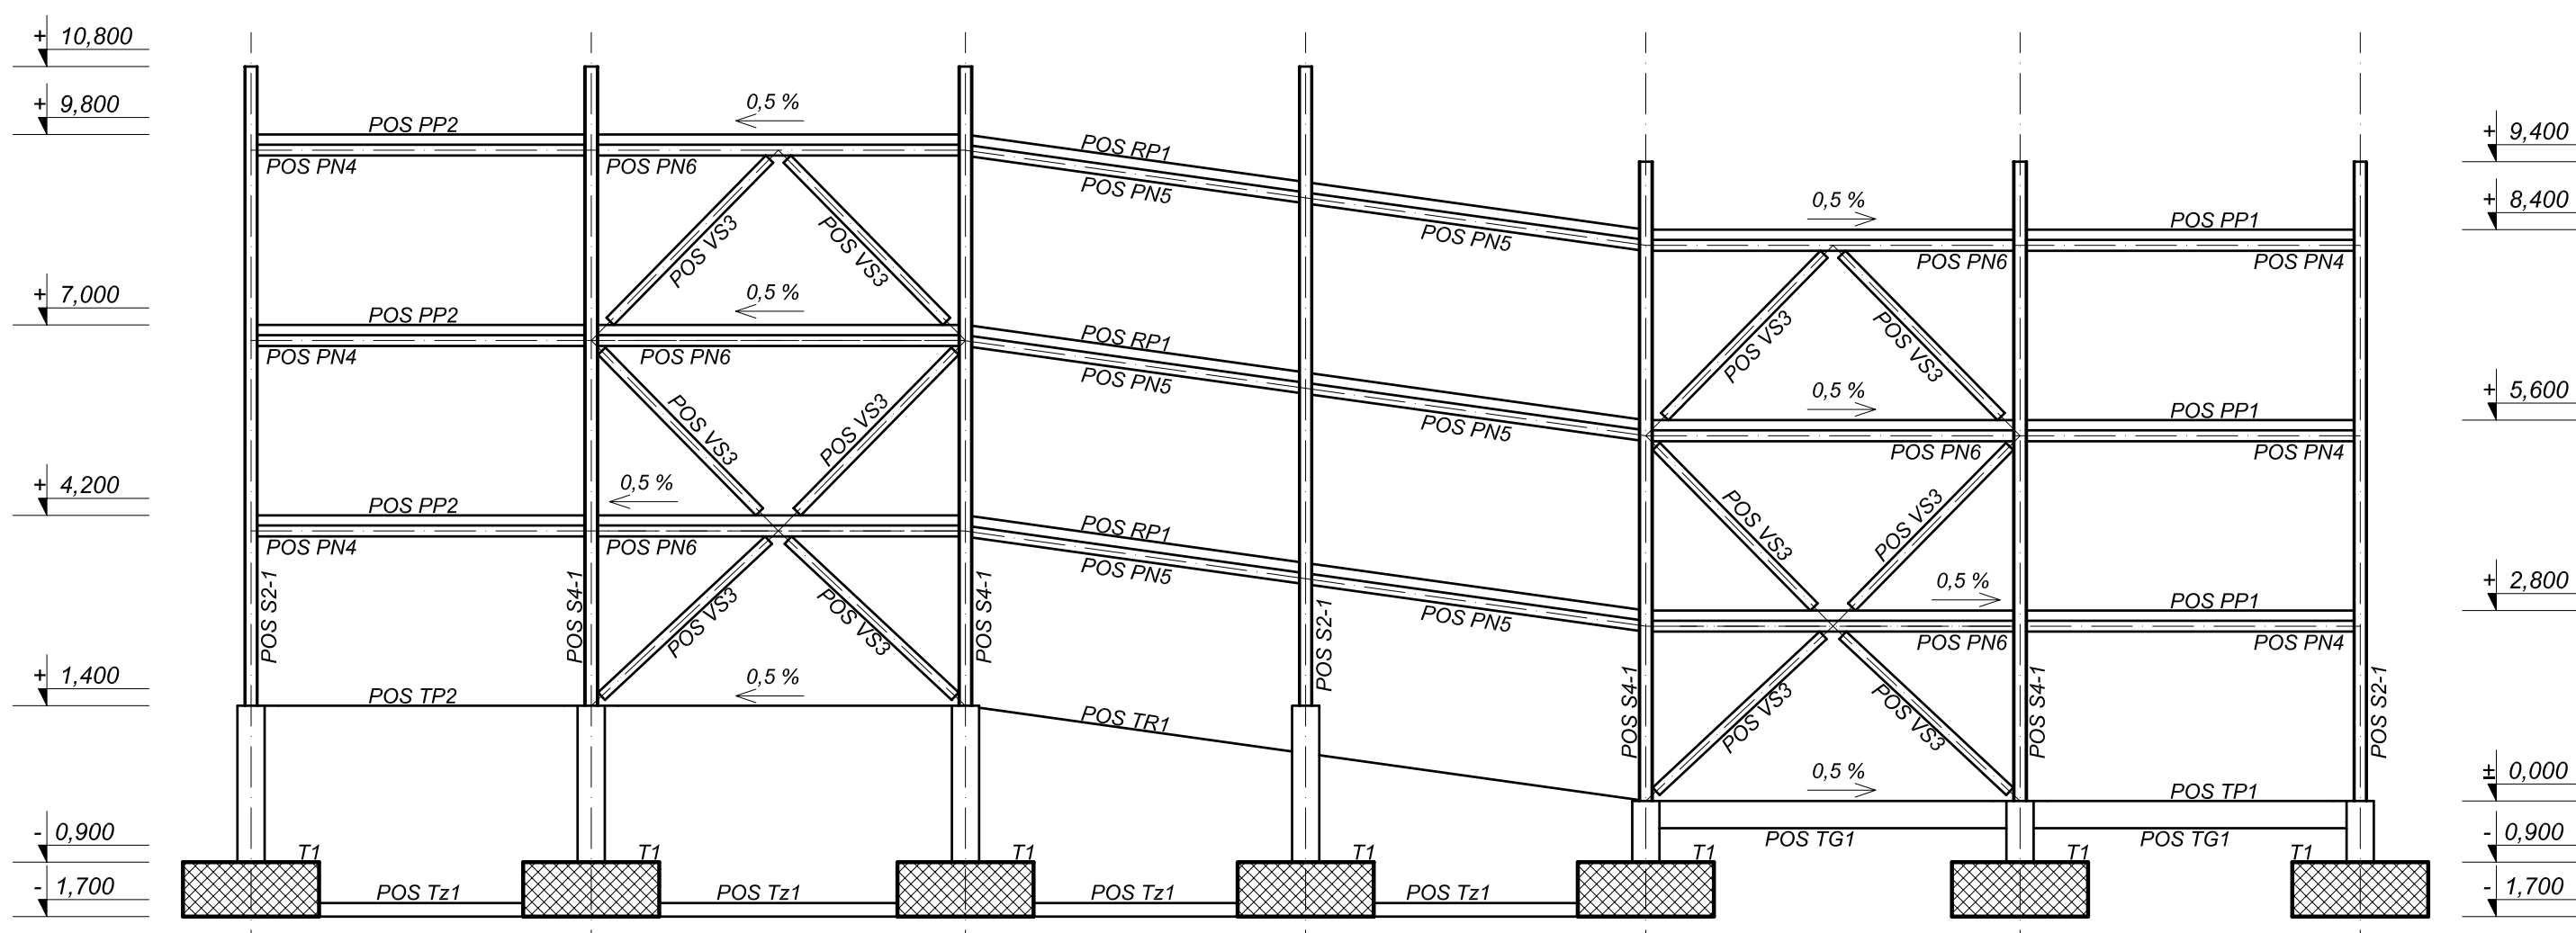 + 10,800
+ 9,800
POS PP2
0,5 %
POS PN4
POS PN6
POS RP1
POS PN5
POS PN5
POS VS3
POS VS3
+ 9,400
0,5 %
POS PP1
+ 8,400
POS PN6
POS PN4
+ 7,000
POS PP2
0,5 %
POS PN4
POS PN6
POS RP1
POS PN5
POS PN5
POS VS3
POS VS3
POS VS3
POS VS3
0,5 %
POS PP1
+ 5,600
POS PN6
POS PN4
+ 4,200
POS PP2
0,5 %
POS PN4
POS PN6
POS RP1
POS PN5
POS PN5
POS VS3
POS VS3
0,5 %
POS PP1
+ 2,800
POS PN6
POS PN4
POS S2-1
POS S4-1
POS VS3
POS VS3
POS S4-1
POS S2-1
POS S4-1
POS VS3
POS VS3
POS S4-1
POS S2-1
+ 1,400
POS TP2
0,5 %
POS TR1
0,5 %
POS TP1
± 0,000
POS TG1
POS TG1
- 0,900
T1
T1
T1
T1
T1
T1
T1
- 0,900
- 1,700
POS Tz1
POS Tz1
POS Tz1
POS Tz1
- 1,700